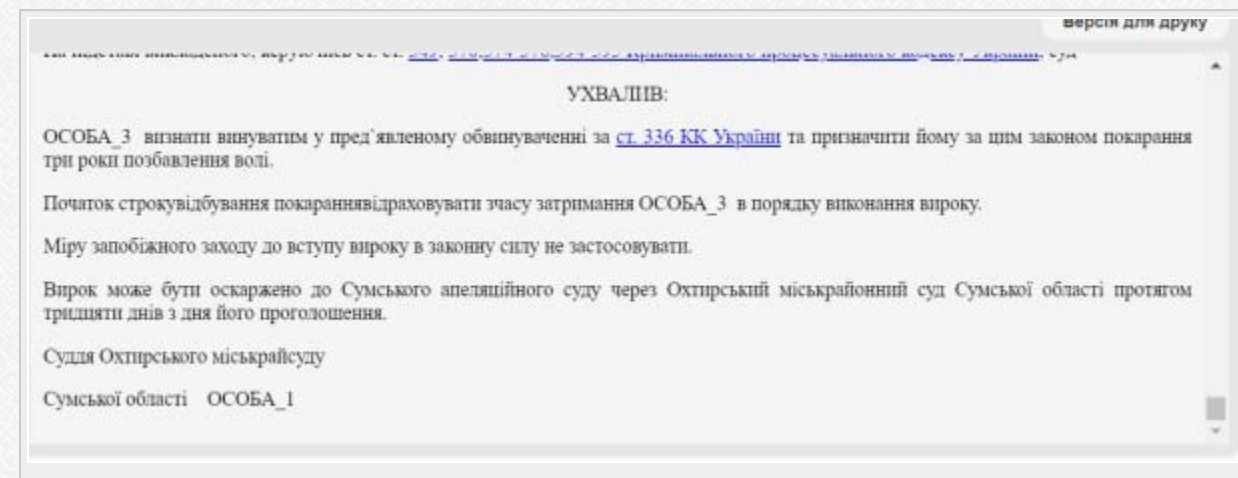 Версія для друку
УХВАЛИВ:
ОСОБА_3 визнати винуватим у пред`явленому обвинуваченні за ст. 336 КК України та призначити йому за цим законом покарання
три роки позбавлення волі.
Початок строкувідбування покараннявідраховувати зчасу затримання ОСОБА_3 в порядку виконання вироку.
Міру запобіжного заходу до вступу вироку в законну силу не застосовувати.
Вирок може бути оскаржено до Сумського апеляційного суду через Охтирський міськрайонний суд Сумської області протягом
тридцяти днів з дня його проголошення.
Суддя Охтирського міськрайсуду
Сумської області ОСОБА_1